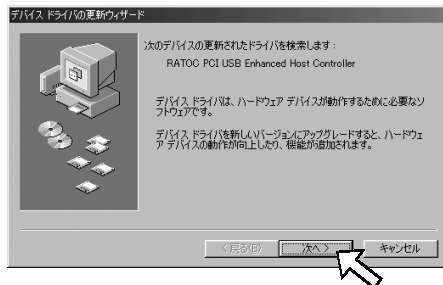 デバイス ドライバの更新ウィザード
次のデバイスの更新されたドライバを検索します :
RATOC PCI USB Enhanced Host Controller
デバイス ドライバは、ハードウェア デバイスが動作するために必要なソ
フトウェアです。
デバイス ドライバを新しいバージョンにアップグレードすると、ハードウェ
ア デバイスの動作が向上したり、機能が追加されます。
< 戻る(B)
次へ >
キャンセル